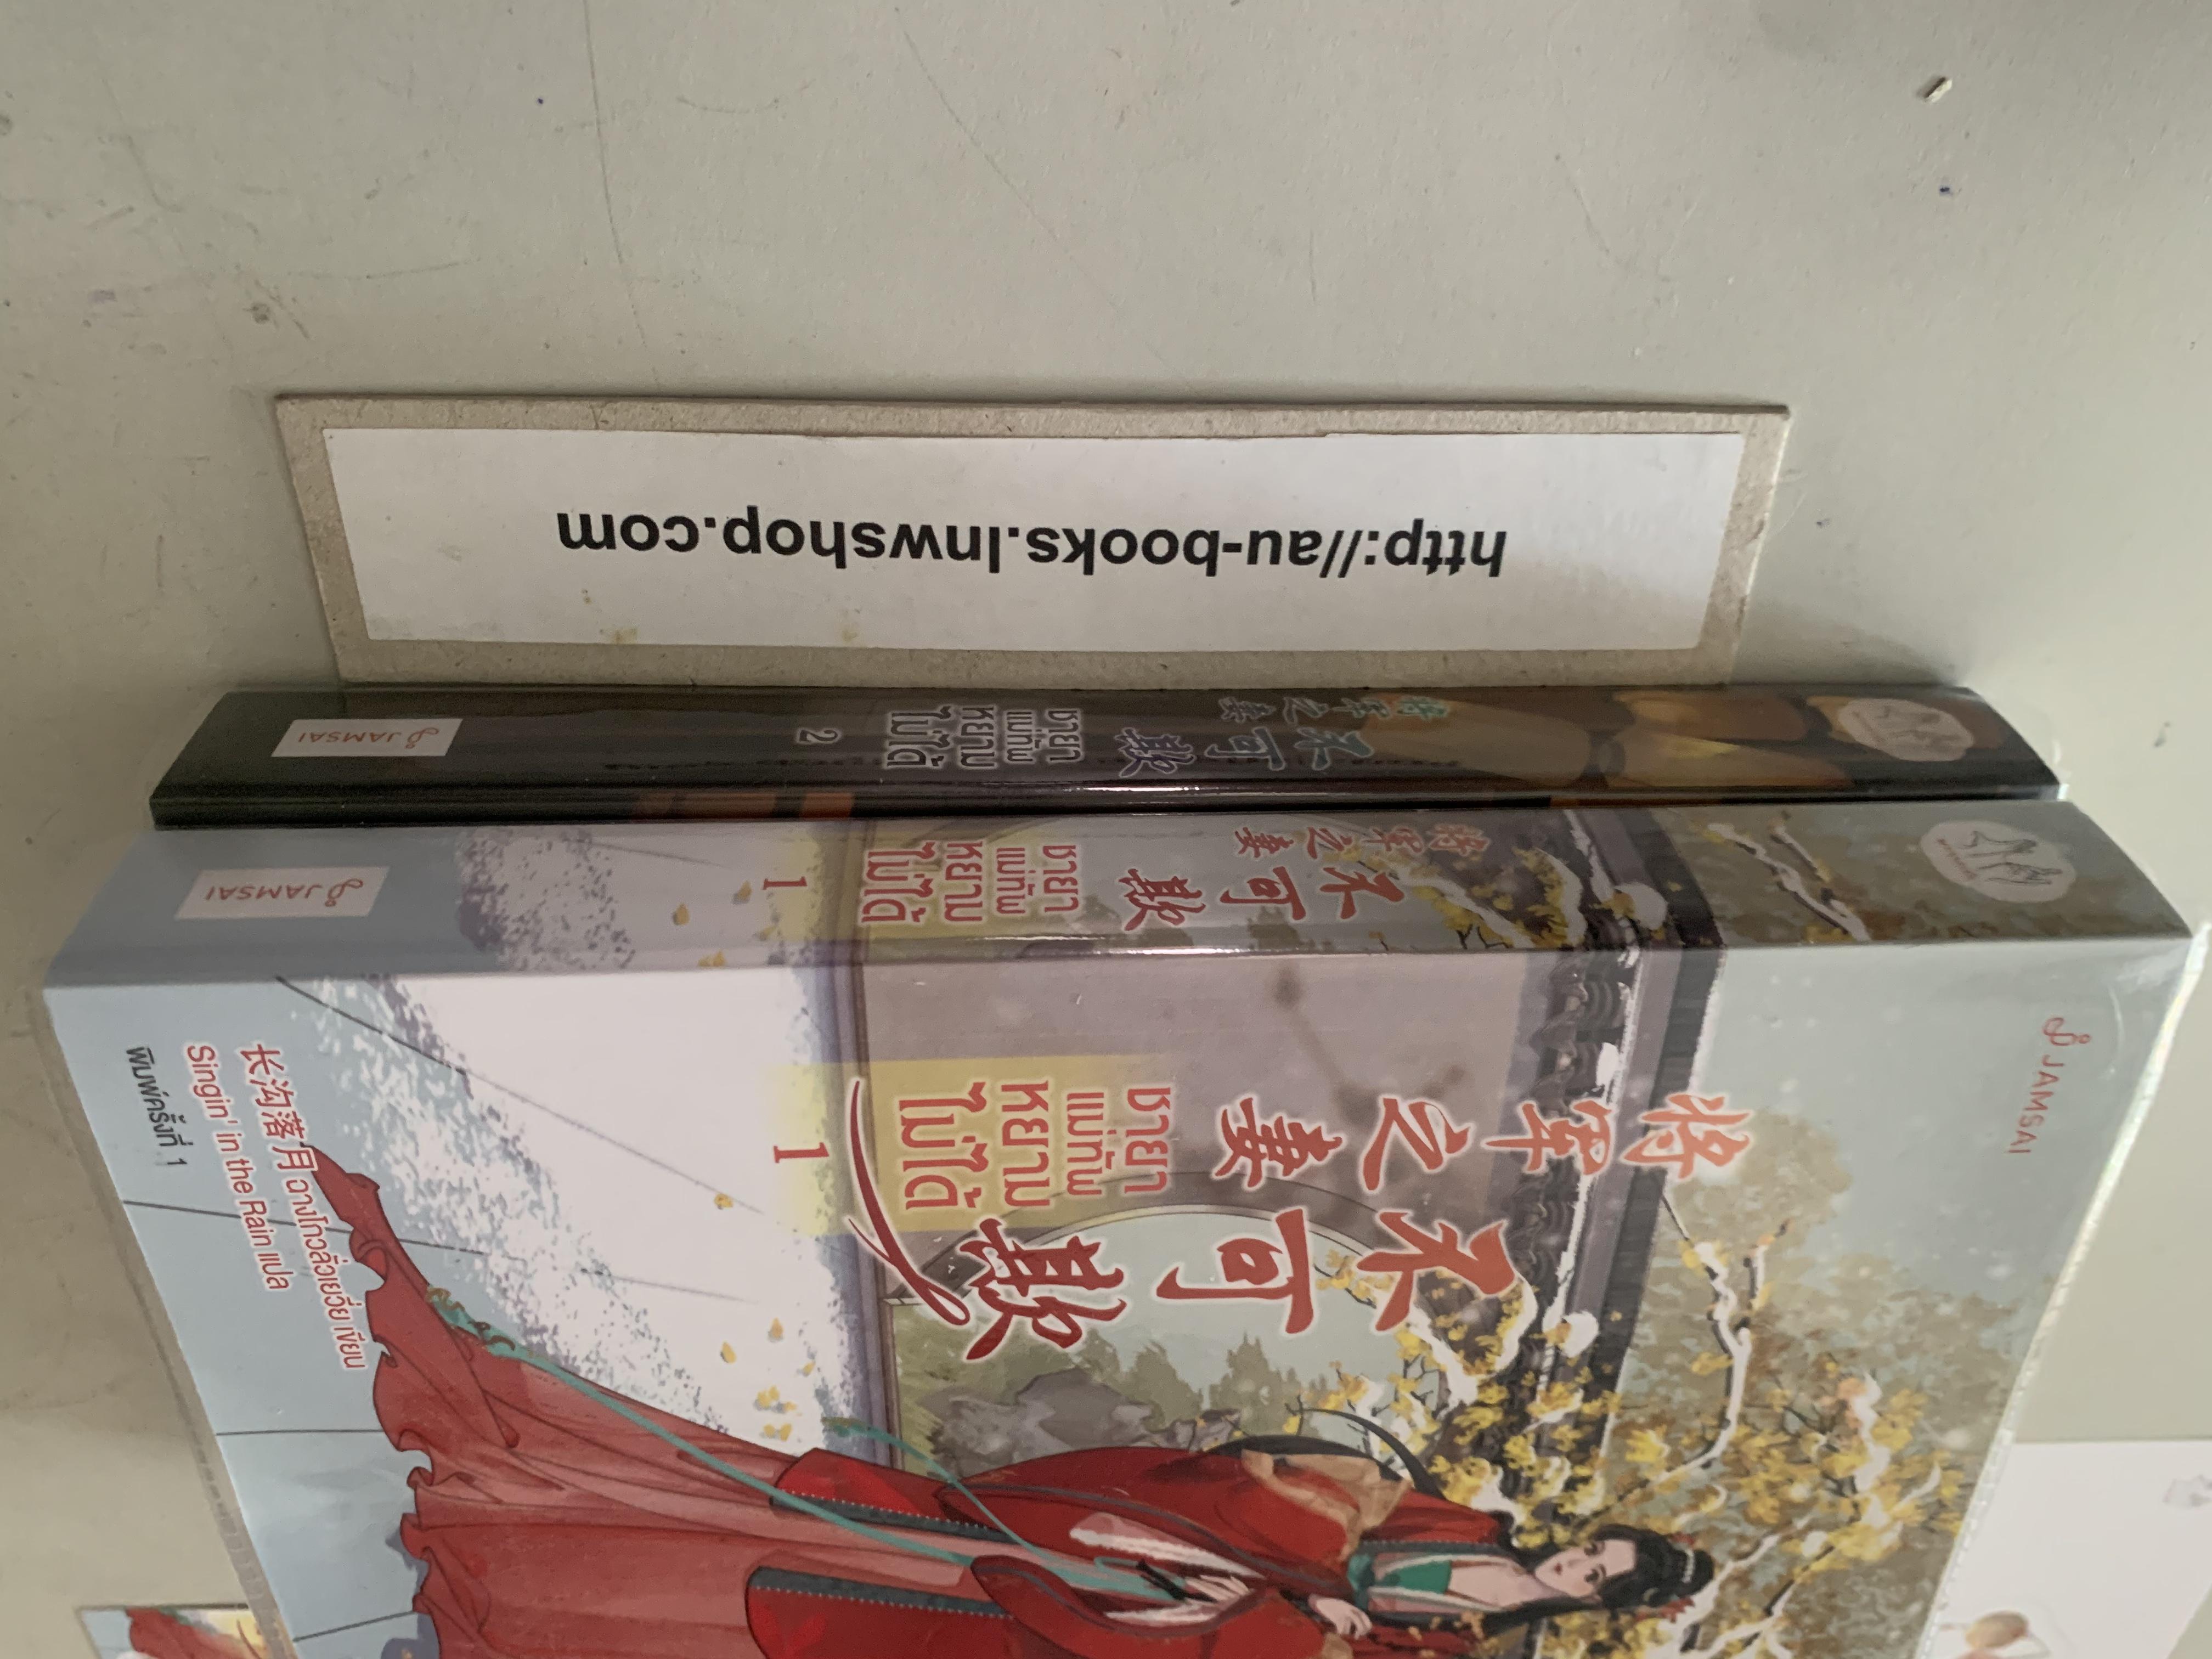 http://au-books.lnwshop.com
将军之妻
不可欺
ชายา
แม่ทัพ
หยาม
ไม่ได้
2
JAMSAI
将军之妻
不可欺
ชายา
แม่ทัพ
หยาม
ไม่ได้
1
JAMSAI
JAMSAI
将军之妻
不可欺
ชายา
แม่ทัพ
หยาม
ไม่ได้
1
长沟落月 ฉางโกวลั่วเยวี่ย เขียน
Singin' in the Rain แปล
พิมพ์ครั้งที่ 1